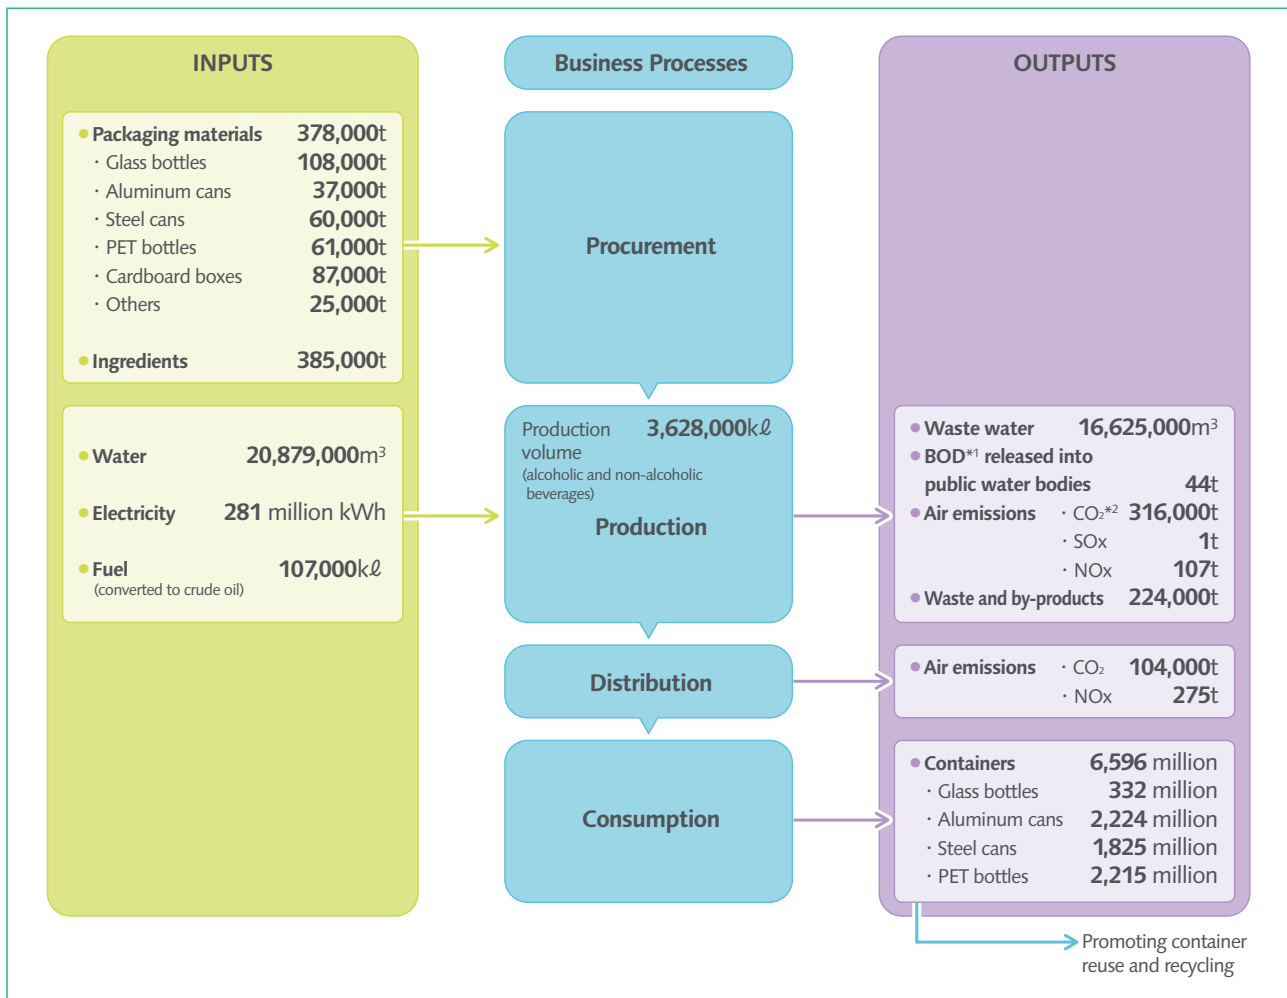 INPUTS
・Packaging materials 378,000t
・Glass bottles 108,000t
・Aluminum cans 37,000t
・Steel cans 60,000t
・PET bottles 61,000t
・Cardboard boxes 87,000t
・Others 25,000t
・Ingredients 385,000t
・Water 20,879,000m³
・Electricity 281 million kWh
・Fuel 107,000kℓ
(converted to crude oil)
Business Processes
Procurement
Production 3,628,000kℓ
volume
(alcoholic and non-alcoholic
beverages)
Production
Distribution
Consumption
OUTPUTS
・Waste water 16,625,000m³
・BOD*1 released into
public water bodies 44t
・Air emissions ・CO₂*2 316,000t
・SOx 1t
・NOx 107t
・Waste and by-products 224,000t
・Air emissions ・CO₂ 104,000t
・NOx 275t
・Containers 6,596 million
・Glass bottles 332 million
・Aluminum cans 2,224 million
・Steel cans 1,825 million
・PET bottles 2,215 million
Promoting container
reuse and recycling